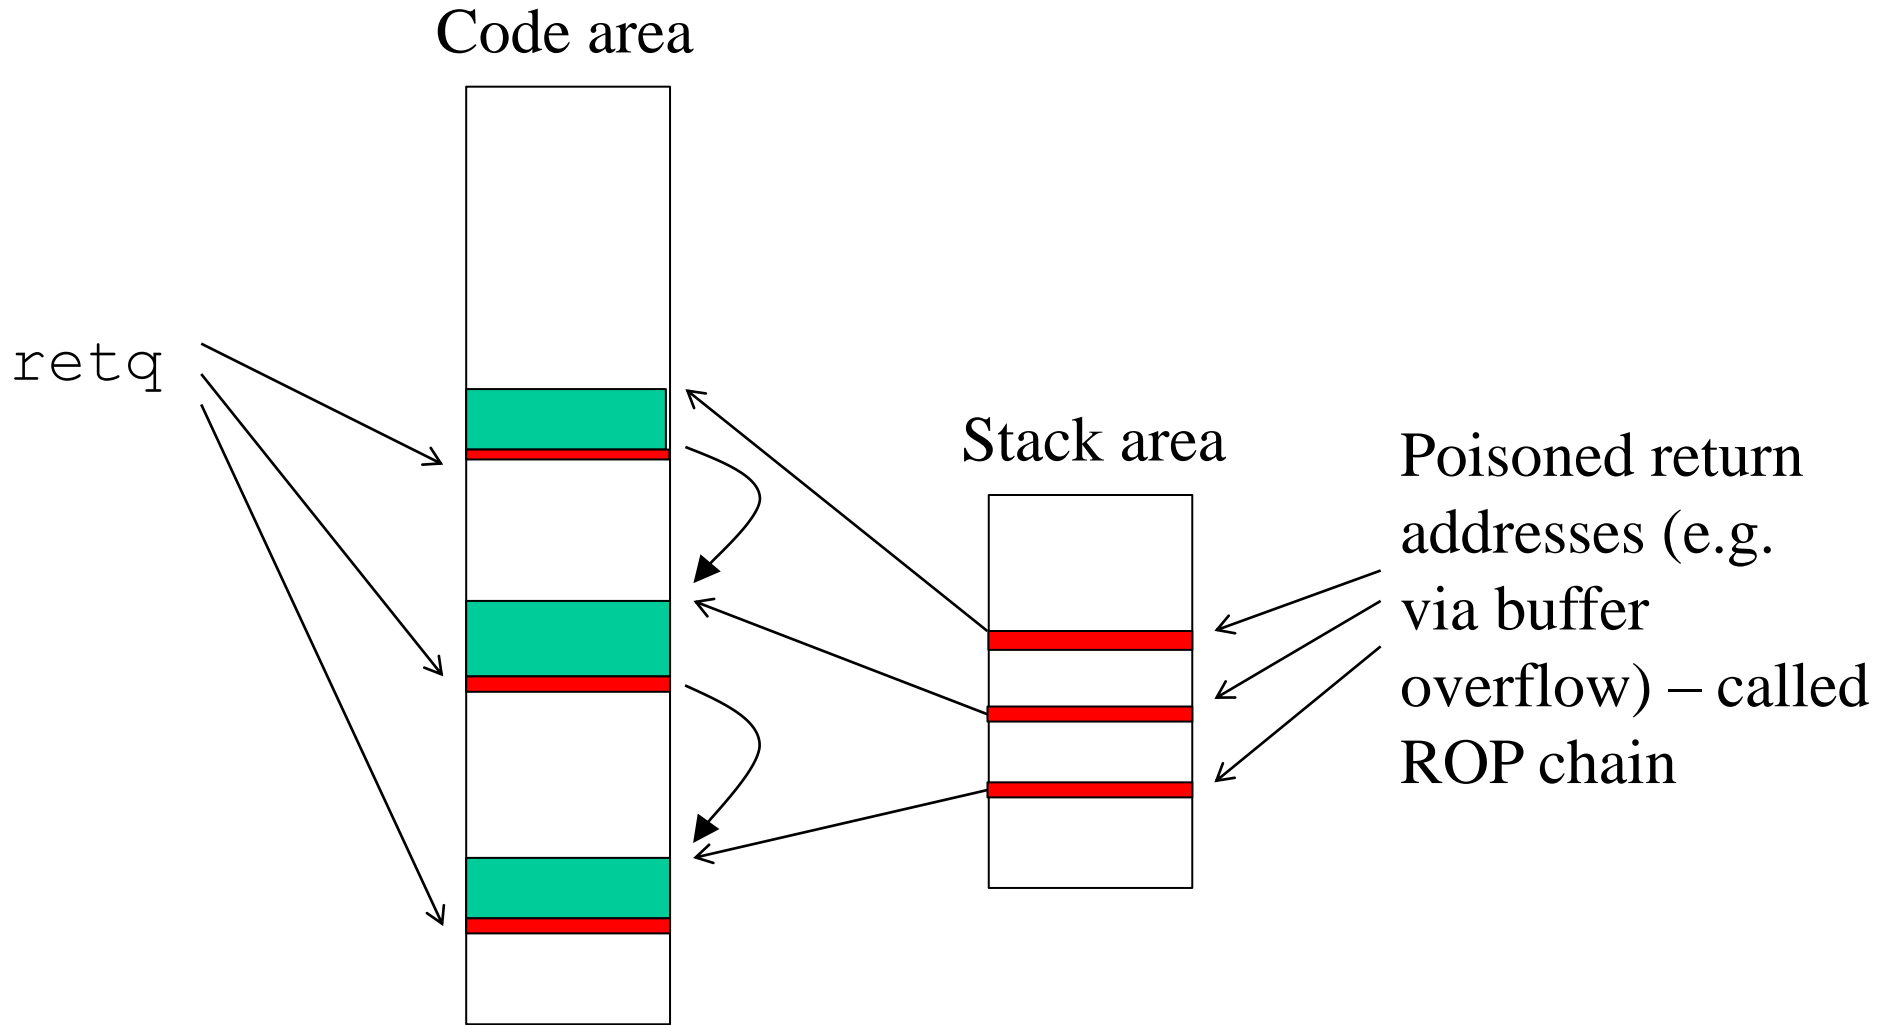 Code area
retq
Stack area
Poisoned return
addresses (e.g.
via buffer
overflow) – called
ROP chain